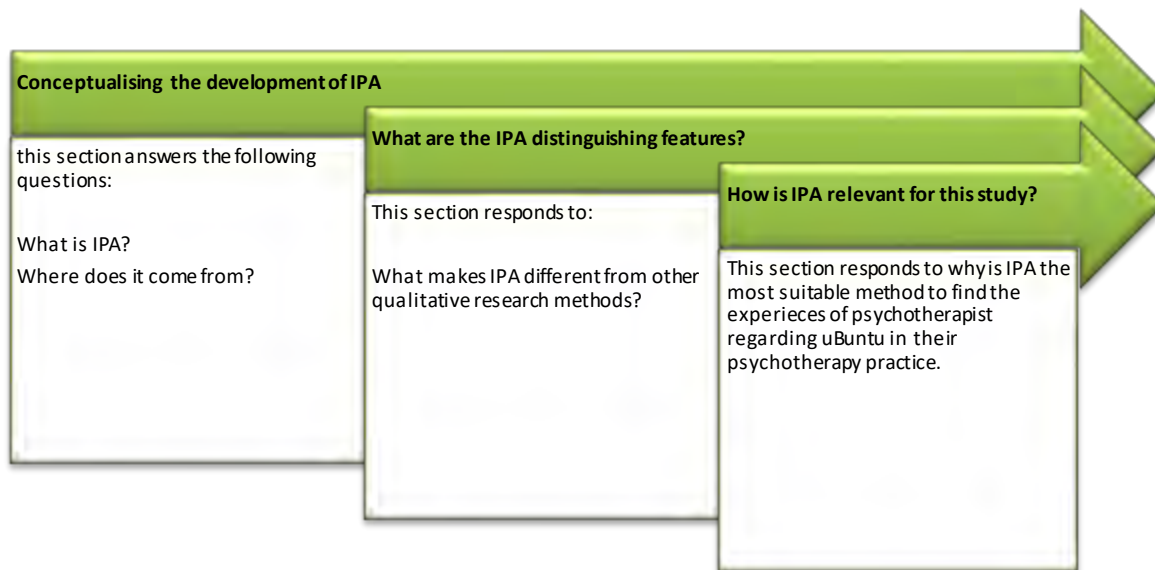 Conceptualising the development of IPA
this section answers the following
questions:
What is IPA?
Where does it come from?
What are the IPA distinguishing features?
This section responds to:
What makes IPA different from other
qualitative research methods?
How is IPA relevant for this study?
This section responds to why is IPA the
most suitable method to find the
experieces of psychotherapist
regarding uBuntu in their
psychotherapy practice.